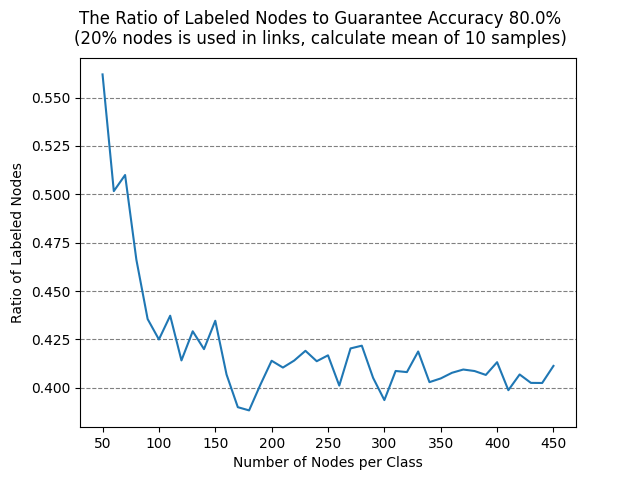 The Ratio of Labeled Nodes to Guarantee Accuracy 80.0%
(20% nodes is used in links, calculate mean of 10 samples)
0.550
0.525
0.500
0.475
0.450
0.425
0.400
Ratio of Labeled Nodes
50 100 150 200 250 300 350 400 450
Number of Nodes per Class